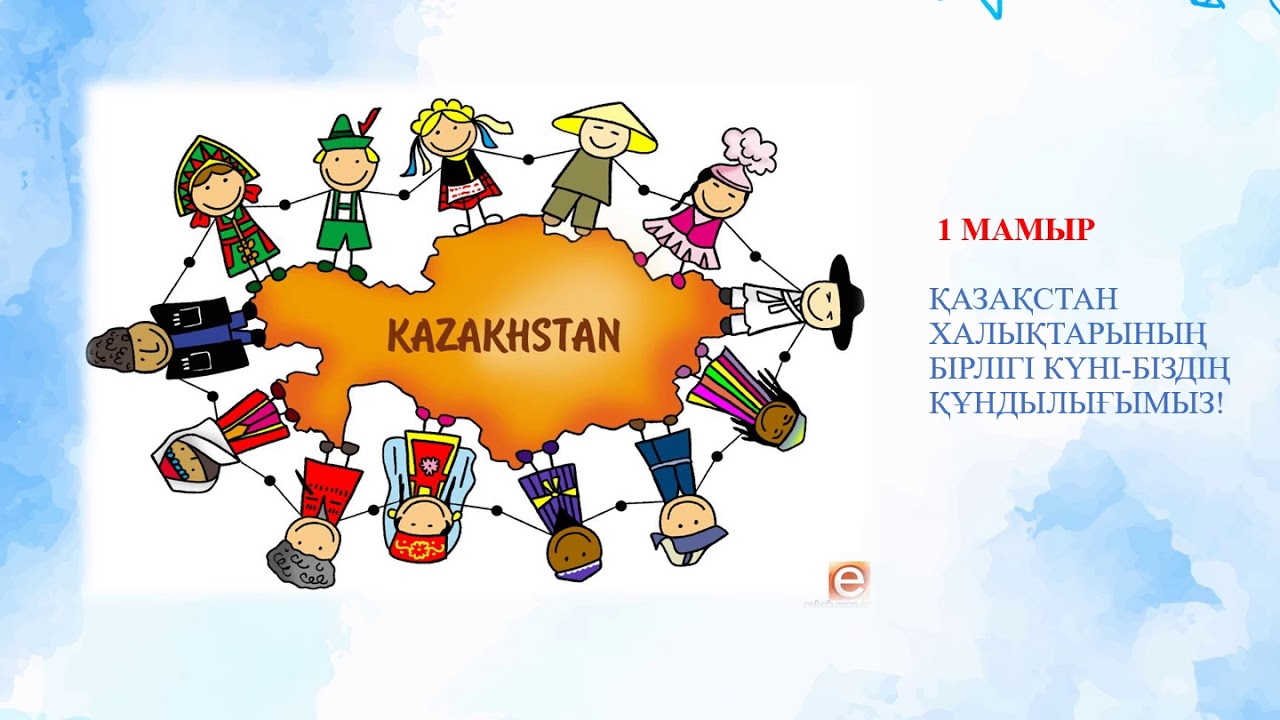 KAZAKHSTAN
1 МАМЫР
ҚАЗАҚСТАН
ХАЛЫҚТАРЫНЫҢ
БІРЛІГІ КҮНІ-БІЗДІҢ
ҚҰНДЫЛЫҒЫМЫЗ!
e